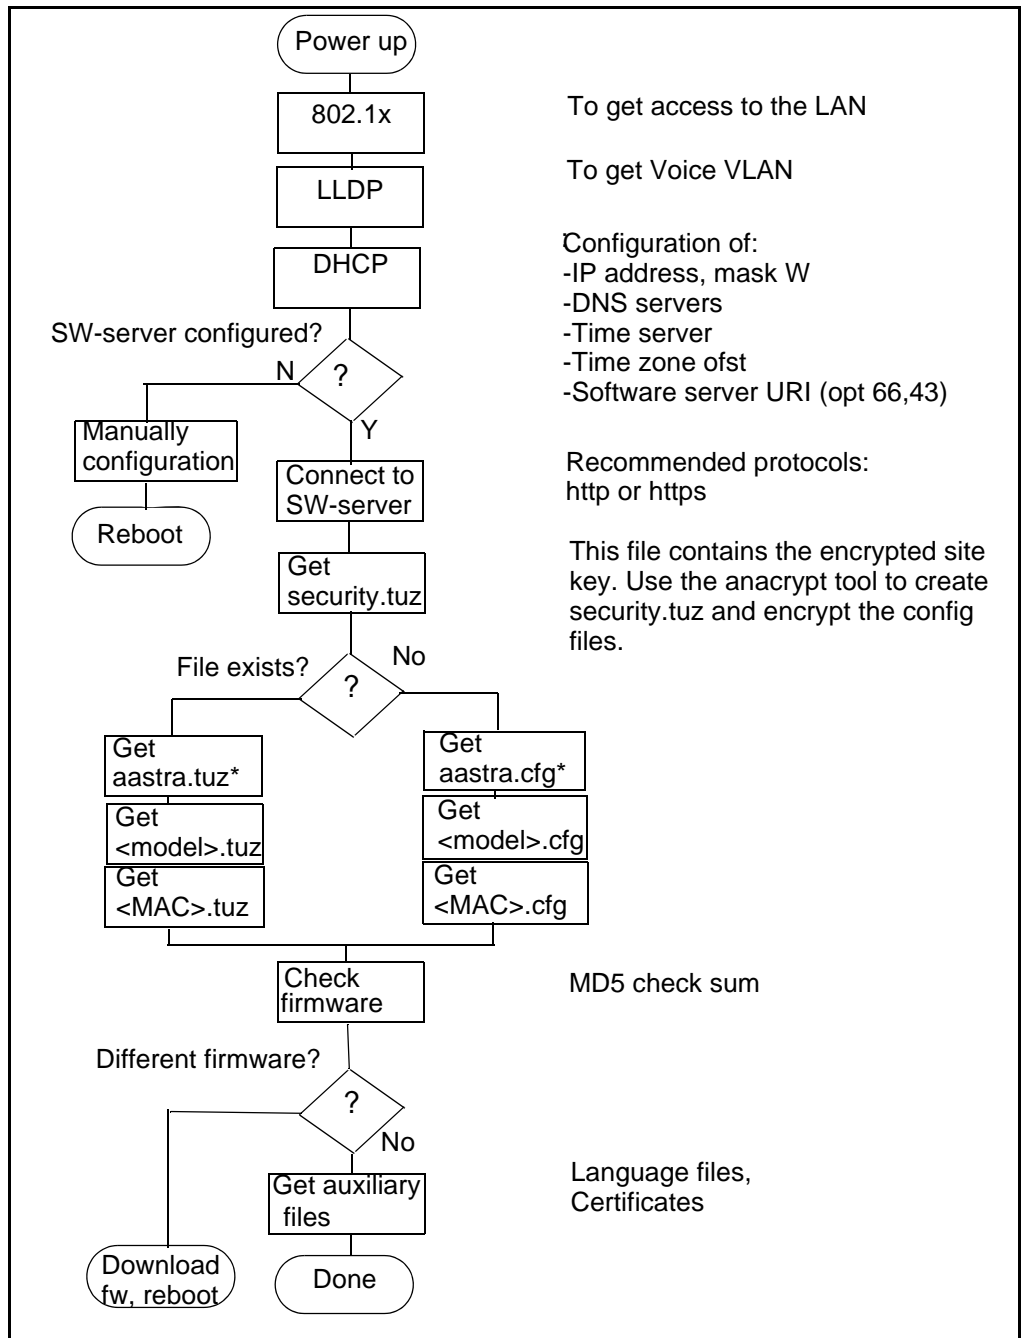 Power up
802.1x
To get access to the LAN
LLDP
To get Voice VLAN
DHCP
Configuration of:
-IP address, mask W
-DNS servers
-Time server
-Time zone ofst
-Software server URI (opt 66,43)
SW-server configured?
N
?
Y
Manually
configuration
Reboot
Connect to
SW-server
Recommended protocols:
http or https
Get
security.tuz
This file contains the encrypted site
key. Use the anacrypt tool to create
security.tuz and encrypt the config
files.
File exists?
?
No
Get
aastra.tuz*
Get
<model>.tuz
Get
<MAC>.tuz
Get
aastra.cfg*
Get
<model>.cfg
Get
<MAC>.cfg
Check
firmware
MD5 check sum
Different firmware?
?
No
Get auxiliary
files
Language files,
Certificates
Download
fw, reboot
Done